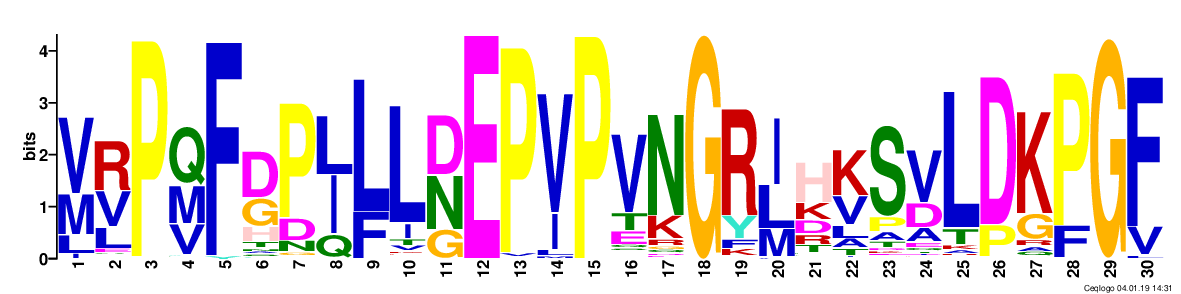 bits
4
3
2
1
0
V R P Q F D P L L L D E P V P V N G R I H K S V L D K P G F
M V M G D I F I N I T K Y L K V P D T P G F V
L L V H N Q G E R F M D L A A
1 2 3 4 5 6 7 8 9 10 11 12 13 14 15 16 17 18 19 20 21 22 23 24 25 26 27 28 29 30
Ceqlogo 04.01.19 14:31